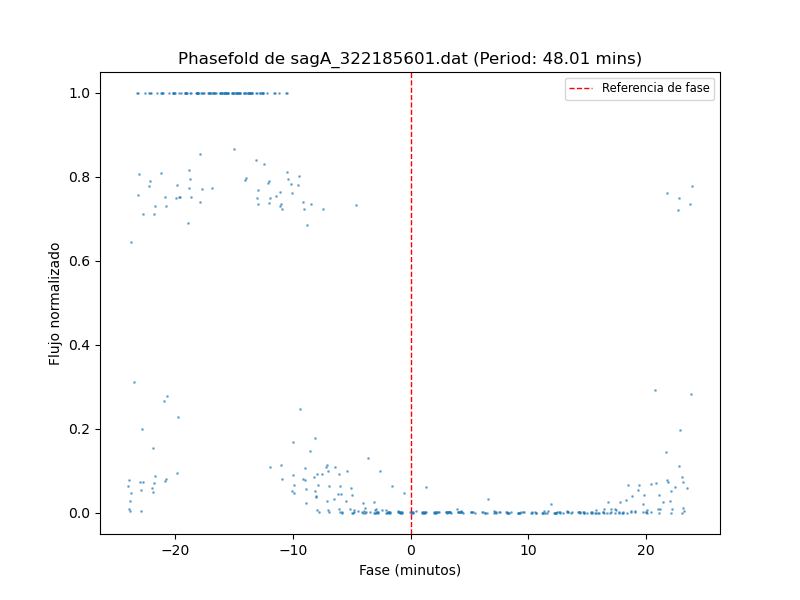 Phasefold de sagA_322185601.dat (Period: 48.01 mins)
Referencia de fase
Flujo normalizado
1.0
0.8
0.6
0.4
0.2
0.0
−20
−10
0
10
20
Fase (minutos)